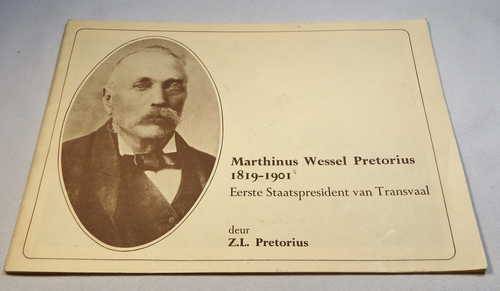 Marthinus Wessel Pretorius
1819-1901
Eerste Staatspresident van Transvaal
deur
Z.L. Pretorius